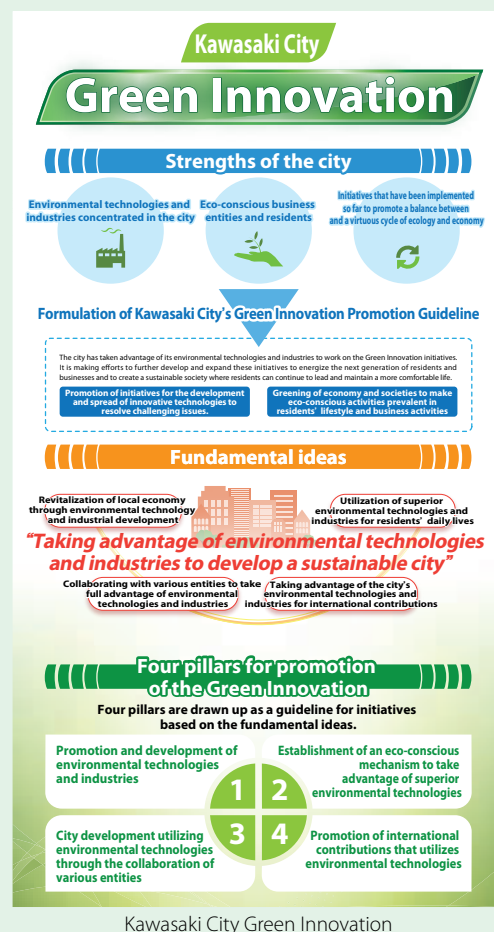 Kawasaki City
Green Innovation
Strengths of the city
Environmental technologies and
industries concentrated in the city
Eco-conscious business
entities and residents
Initiatives that have been implemented
so far to promote a balance between
and a virtuous cycle of ecology and economy
Formulation of Kawasaki City's Green Innovation Promotion Guideline
The city has taken advantage of its environmental technologies and industries to work on the Green Innovation initiatives.
It is making efforts to further develop and expand these initiatives to energize the next generation of residents and
businesses and to create a sustainable society where residents can continue to lead and maintain a more comfortable life.
Promotion of initiatives for the development
and spread of innovative technologies to
resolve challenging issues.
Greening of economy and societies to make
eco-conscious activities prevalent in
residents' lifestyle and business activities
Fundamental ideas
Revitalization of local economy
through environmental technology
and industrial development
Utilization of superior
environmental technologies and
industries for residents' daily lives
"Taking advantage of environmental technologies
and industries to develop a sustainable city"
Collaborating with various entities to take
full advantage of environmental
technologies and industries
Taking advantage of the city's
environmental technologies and
industries for international contributions
Four pillars for promotion
of the Green Innovation
Four pillars are drawn up as a guideline for initiatives
based on the fundamental ideas.
Promotion and development of
environmental technologies
and industries
1
2
Establishment of an eco-conscious
mechanism to take
advantage of superior
environmental technologies
City development utilizing
environmental technologies
through the collaboration of
various entities
3
4
Promotion of international
contributions that utilizes
environmental technologies
Kawasaki City Green Innovation